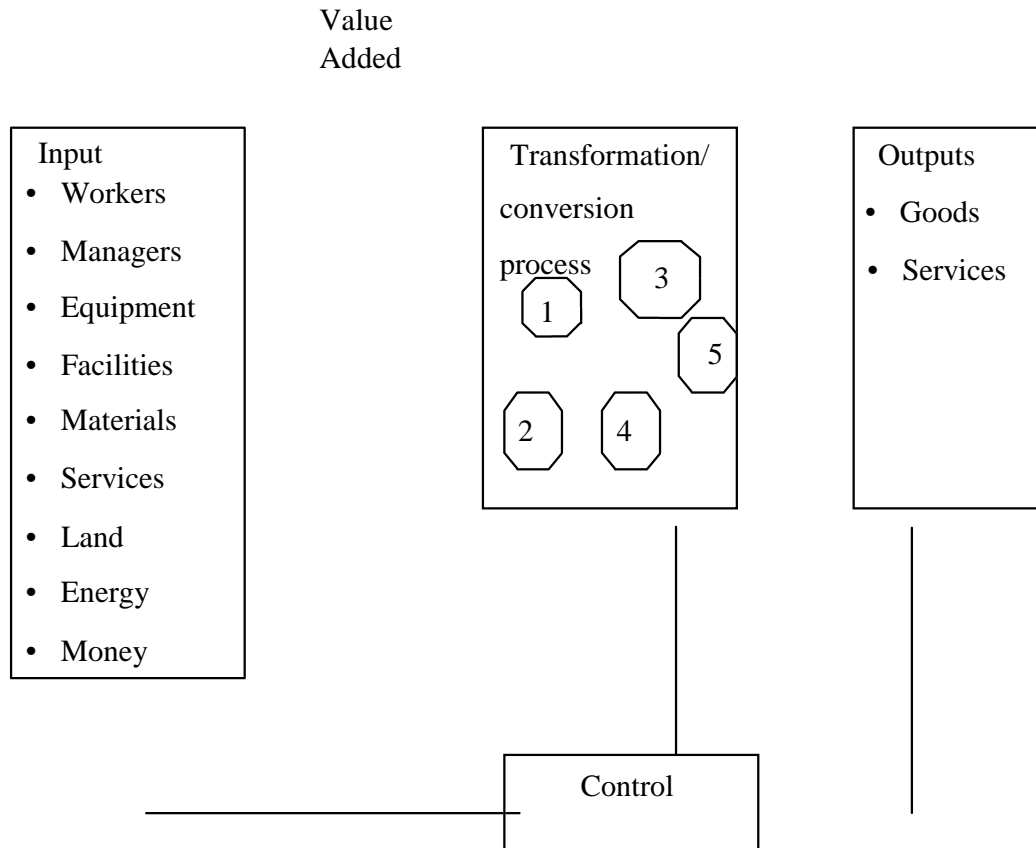 Value
Added
Input
• Workers
• Managers
• Equipment
• Facilities
• Materials
• Services
• Land
• Energy
• Money
Transformation/
conversion
process
3
1
5
2
4
Outputs
• Goods
• Services
Control